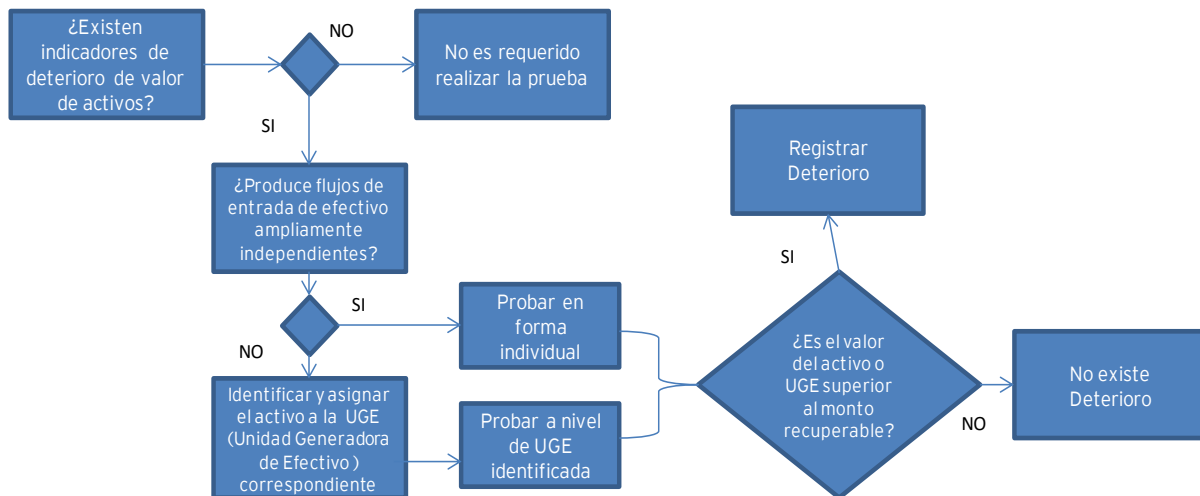 ¿Existen
indicadores de
deterioro de valor
de activos?
NO
No es requerido
realizar la prueba
SI
¿Produce flujos de
entrada de efectivo
ampliamente
independientes?
SI
NO
Probar en
forma
individual
Identificar y asignar
el activo a la UGE
(Unidad Generadora
de Efectivo )
correspondiente
Probar a nivel
de UGE
identificada
¿Es el valor
del activo o
UGE superior
al monto
recuperable?
SI
Registrar
Deterioro
NO
No existe
Deterioro